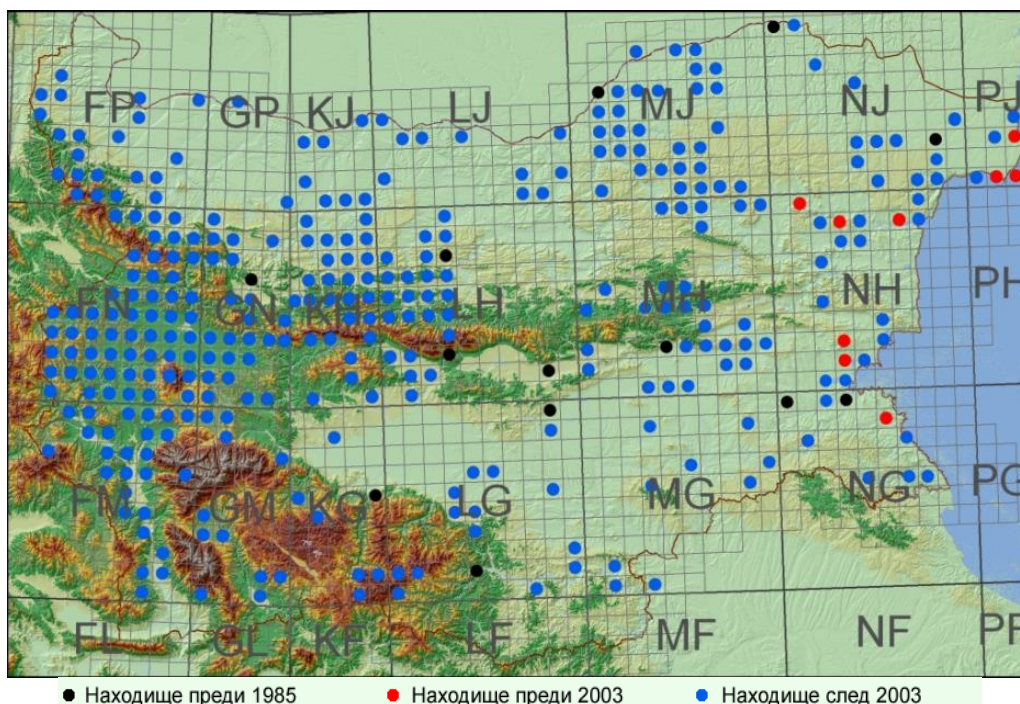 FP GP KJ LJ MJ NJ PJ
FN GN KH LH MH NH PH
FM GM KG LG MG NG PG
FL GL KF LF MF NF PF
Находище преди 1985 Находище преди 2003 Находище след 2003